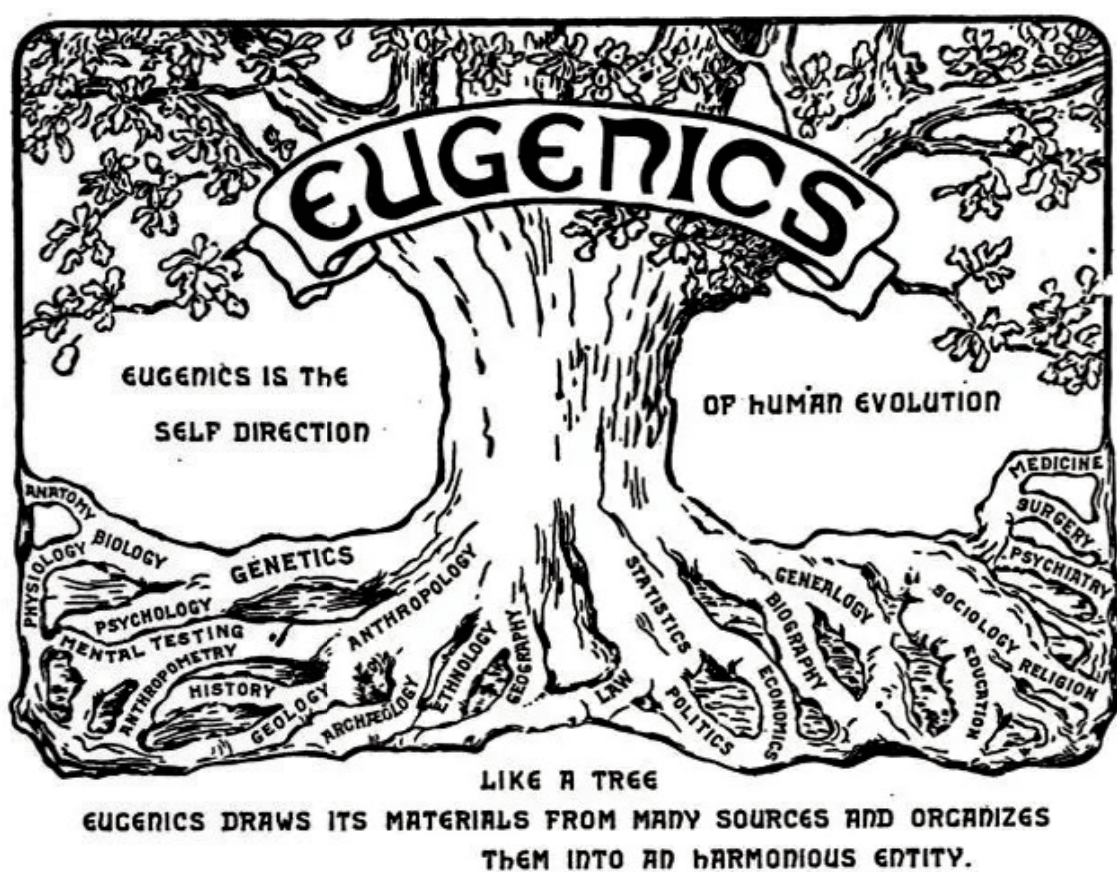 EUGENICS
EUGENICS IS THE
SELF DIRECTION
OF HUMAN EVOLUTION
ANATOMY
BIOLOGY
PHYSIOLOGY
GENETICS
PSYCHOLOGY
MENTAL TESTING
ANTHROPOMETRY
HISTORY
GEOLOGY
ANTHROPOLOGY
ARCHÆOLOGY
ETHNOLOGY
GEOGRAPHY
LAW
STATISTICS
POLITICS
ECONOMICS
BIOGRAPHY
GENEALOGY
EDUCATION
SOCIOLOGY
RELIGION
PSYCHIATRY
SURGERY
MEDICINE
LIKE A TREE
EUGENICS DRAWS ITS MATERIALS FROM MANY SOURCES AND ORGANIZES
THEM INTO AN HARMONIOUS ENTITY.